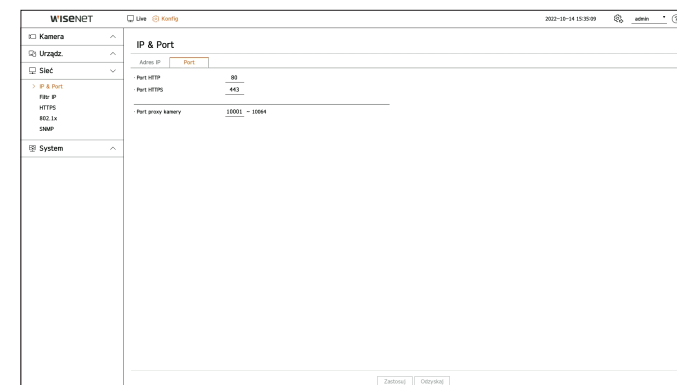 WISENET
Live Konfig
2022-10-14 15:35:09 admin
Kamera
Urządz.
Sieć
IP & Port
Filtr IP
HTTPS
802.1x
SNMP
System
IP & Port
Adres IP Port
Port HTTP 80
Port HTTPS 443
Port proxy kamery 10001 ~ 10064
Zastosuj Odzyskaj